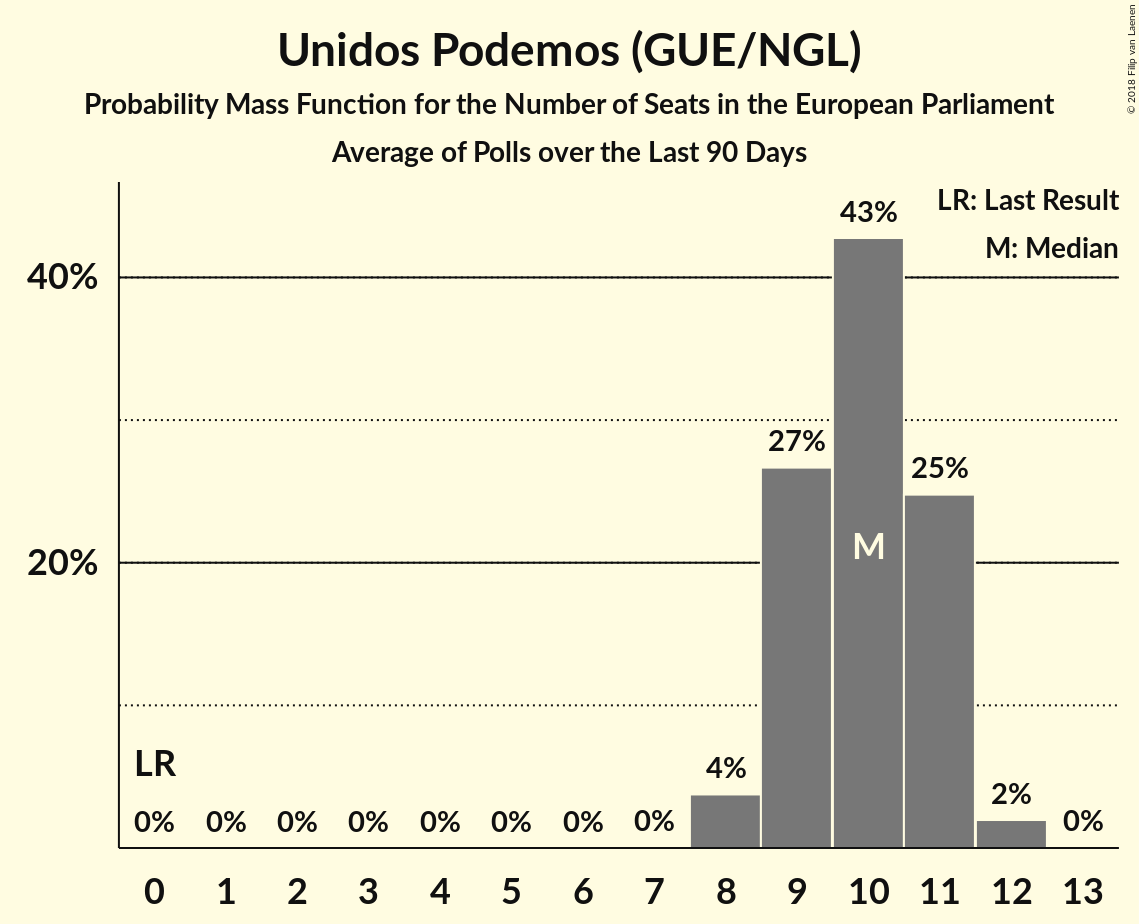 Unidos Podemos (GUE/NGL)
Probability Mass Function for the Number of Seats in the European Parliament
Average of Polls over the Last 90 Days
© 2018 Filip van Laenen
LR: Last Result
M: Median
43%
40%
27%
25%
M
20%
LR
4%
2%
0% 0% 0% 0% 0% 0% 0% 0% 0%
0 1 2 3 4 5 6 7 8 9 10 11 12 13